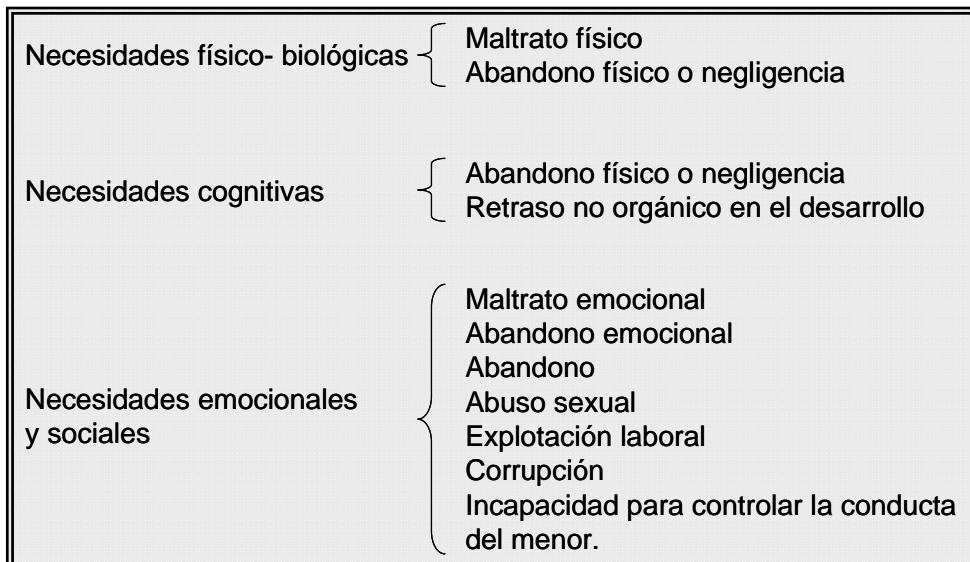 Necesidades físico- biológicas
Maltrato físico
Abandono físico o negligencia
Necesidades cognitivas
Abandono físico o negligencia
Retraso no orgánico en el desarrollo
Necesidades emocionales
y sociales
Maltrato emocional
Abandono emocional
Abandono
Abuso sexual
Explotación laboral
Corrupción
Incapacidad para controlar la conducta
del menor.